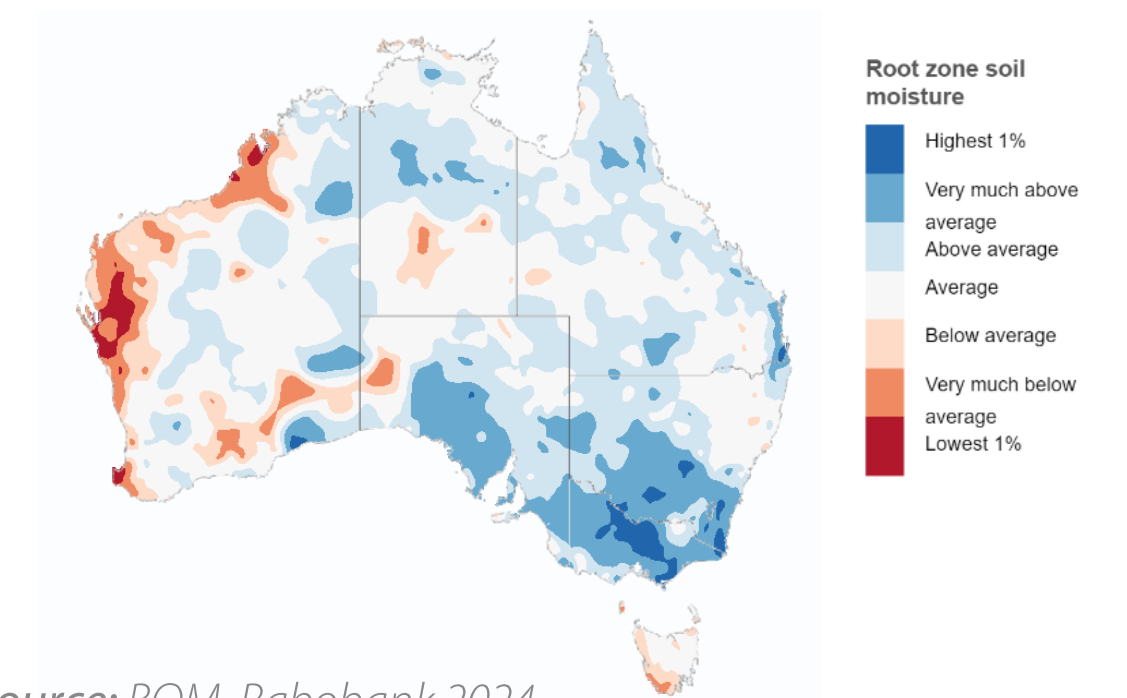 Root zone soil
moisture
Highest 1%
Very much above
average
Above average
Average
Below average
Very much below
average
Lowest 1%
ource: BOM, Rabobank 2024